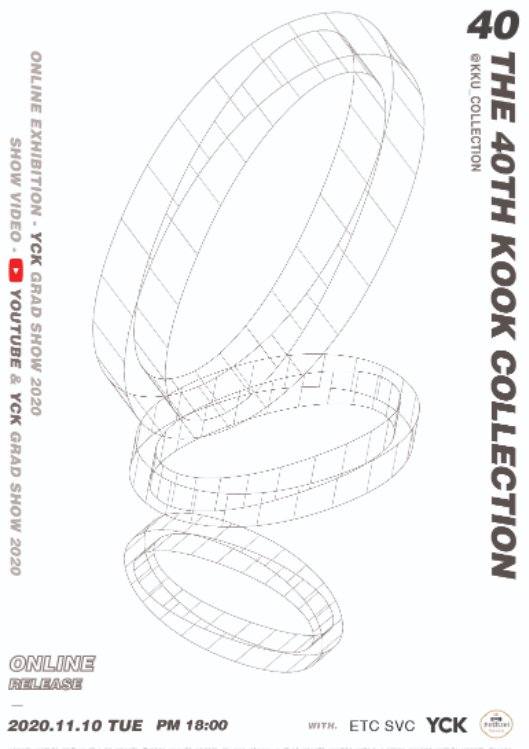 40
THE 40TH KOOK COLLECTION
@KKU_COLLECTION
ONLINE EXHIBITION - YCK GRAD SHOW 2020
SHOW VIDEO - YOUTUBE & YCK GRAD SHOW 2020
ONLINE
RELEASE
2020.11.10 TUE PM 18:00
WITH. ETC SVC YCK